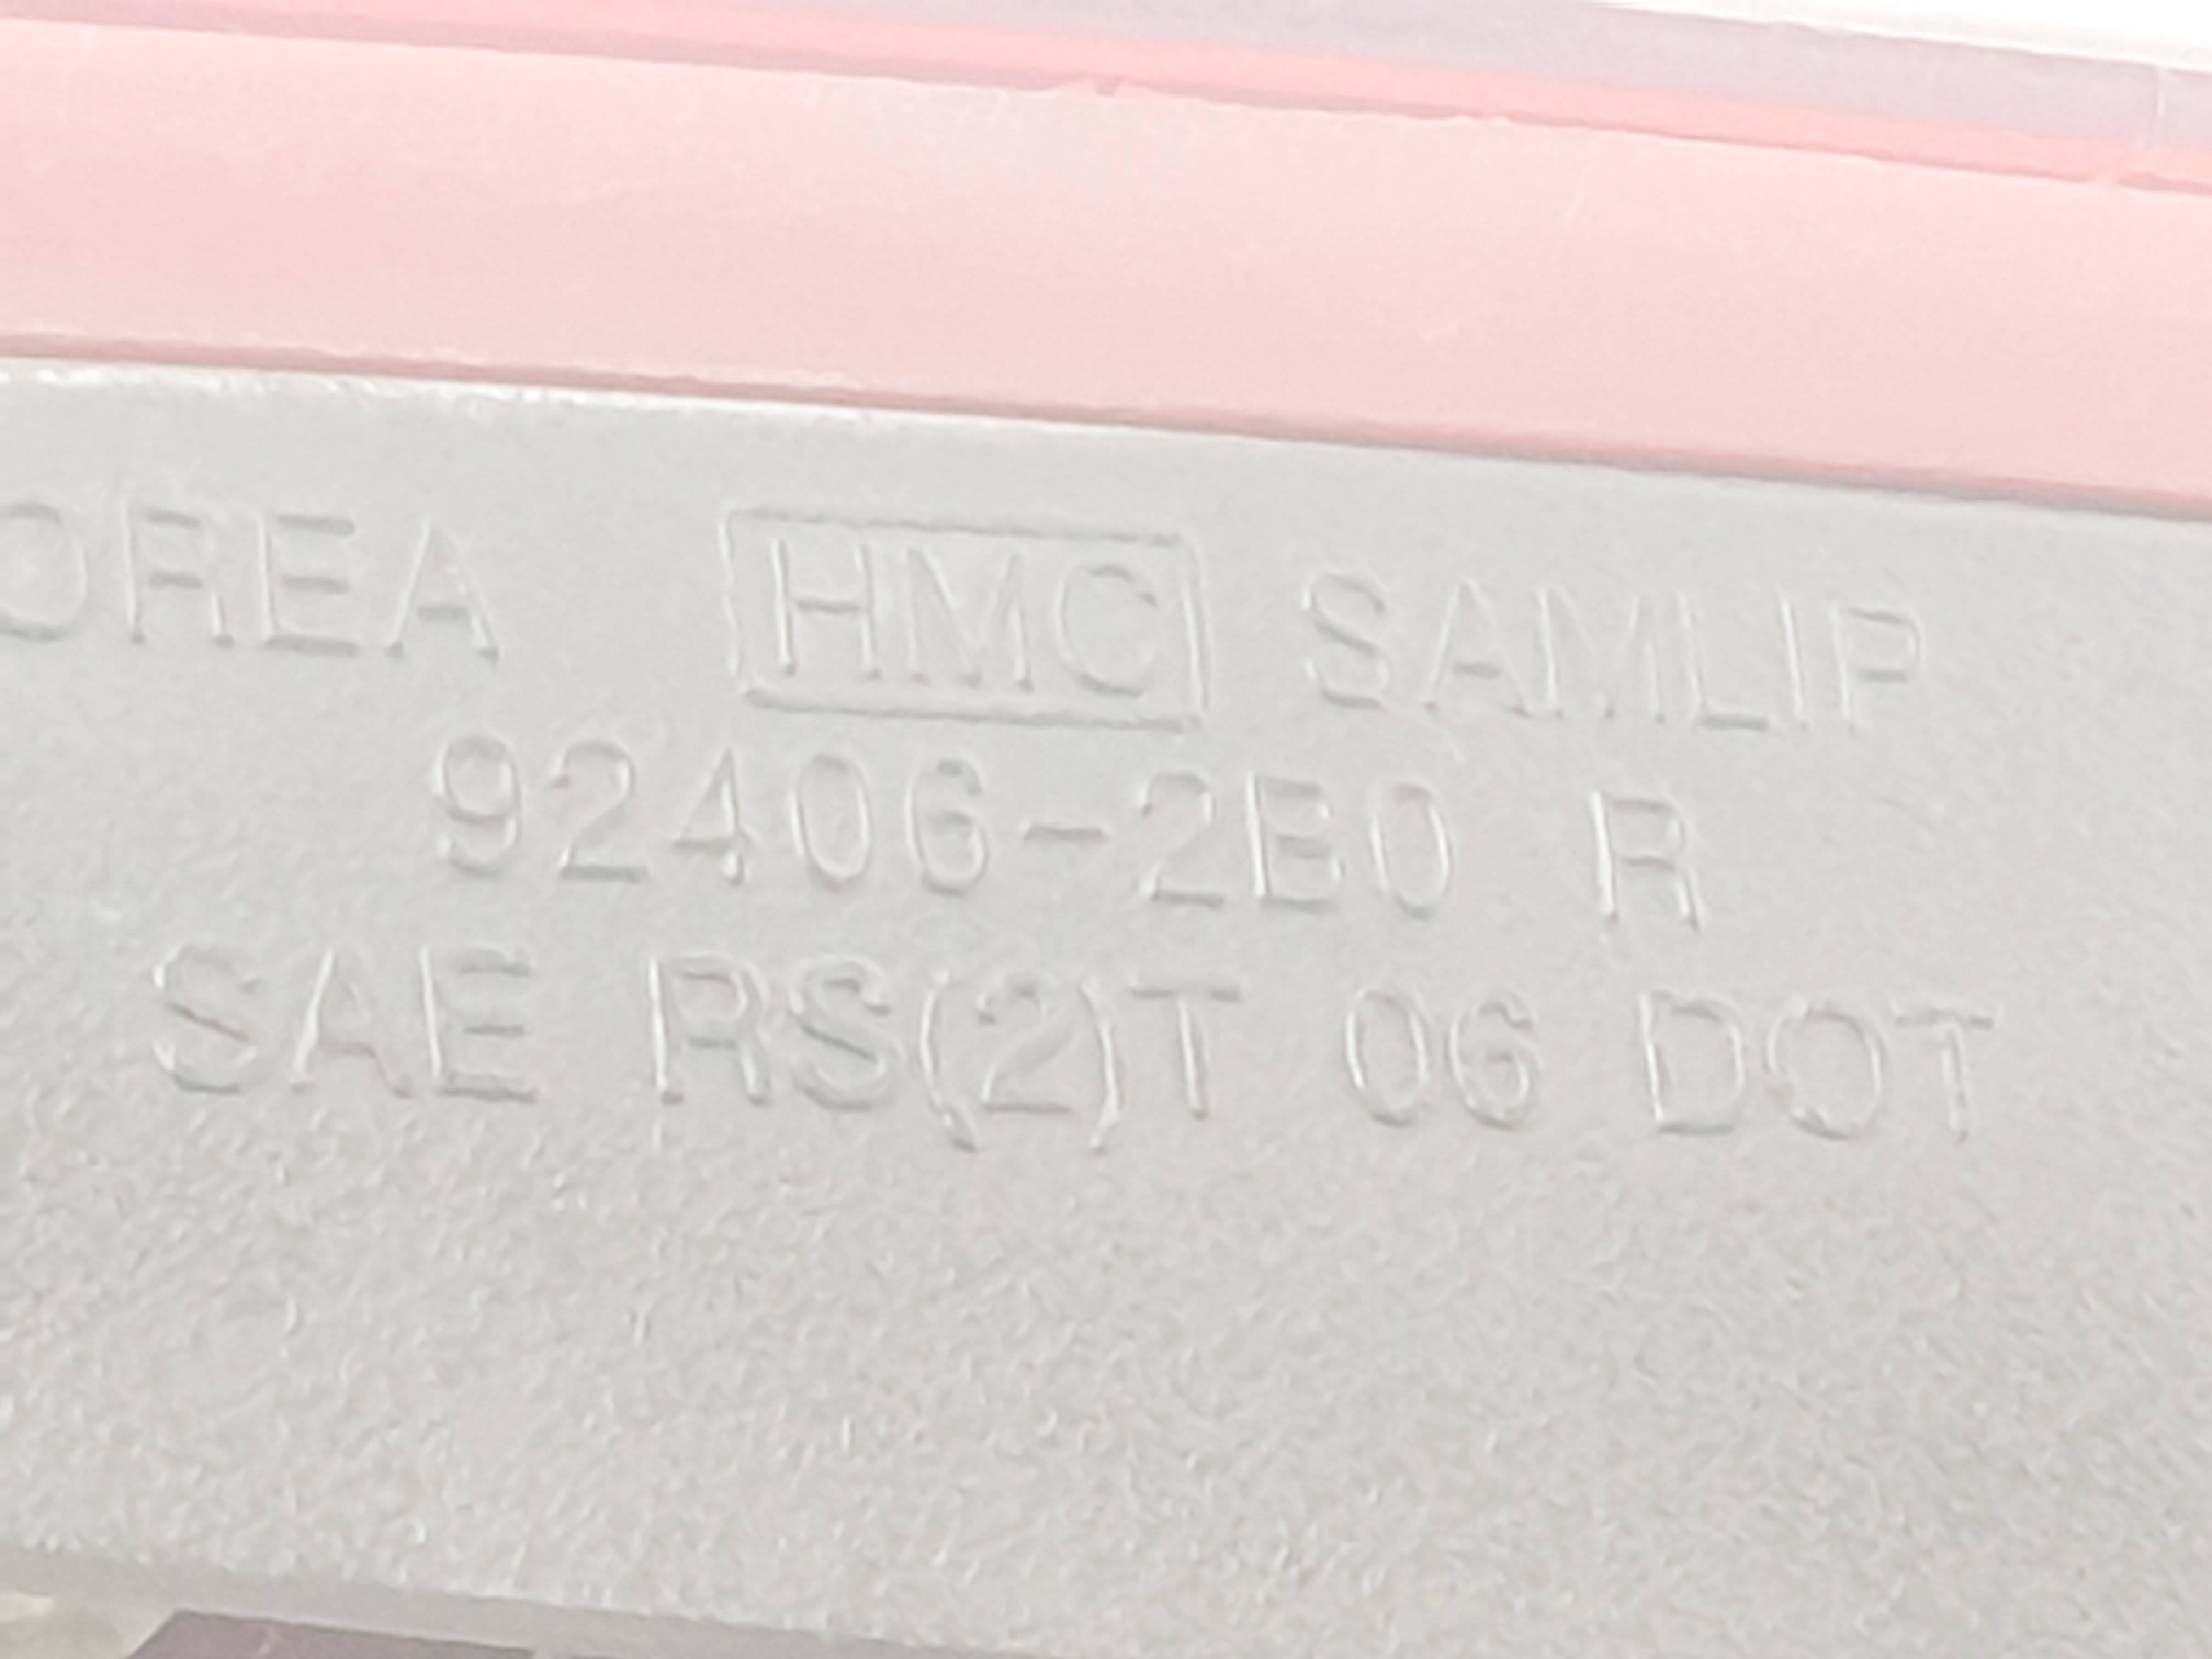 OREA HMC SAMLIP
92406-2B0 R
SAE RS(2)T 06 DOT